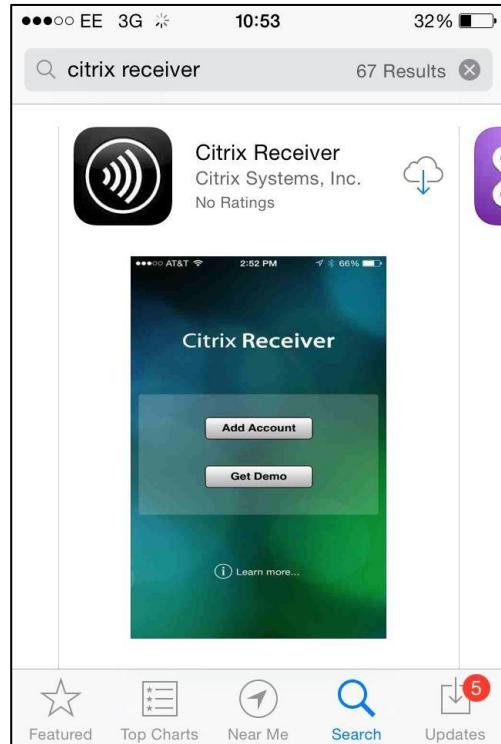 EE 3G 10:53 32%
citrix receiver 67 Results
Citrix Receiver
Citrix Systems, Inc.
No Ratings
AT&T 2:52 PM 66%
Citrix Receiver
Add Account
Get Demo
i Learn more...
5
Featured Top Charts Near Me Search Updates